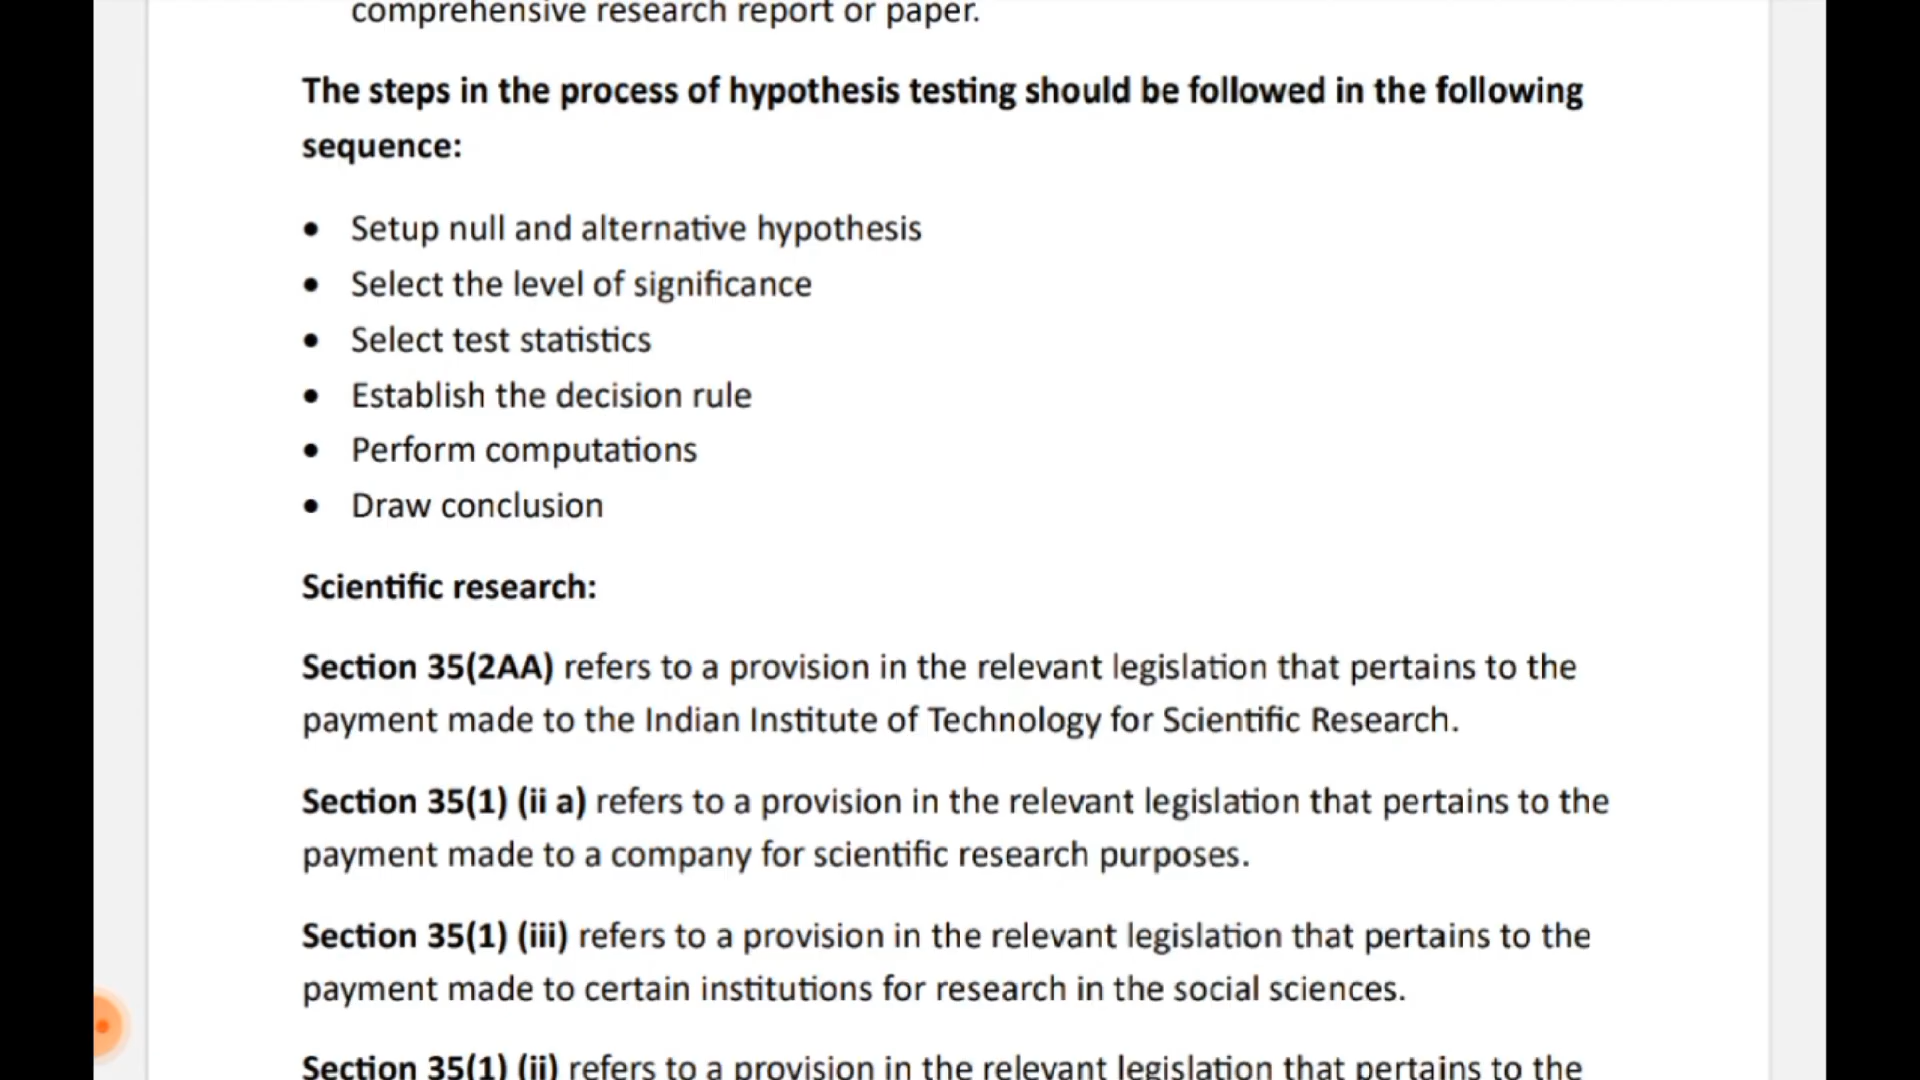 comprehensive research report or paper.
The steps in the process of hypothesis testing should be followed in the following
sequence:
• Setup null and alternative hypothesis
• Select the level of significance
• Select test statistics
• Establish the decision rule
• Perform computations
• Draw conclusion
Scientific research:
Section 35(2AA) refers to a provision in the relevant legislation that pertains to the
payment made to the Indian Institute of Technology for Scientific Research.
Section 35(1) (ii a) refers to a provision in the relevant legislation that pertains to the
payment made to a company for scientific research purposes.
Section 35(1) (iii) refers to a provision in the relevant legislation that pertains to the
payment made to certain institutions for research in the social sciences.
Section 35(1) (ii) refers to a provision in the relevant legislation that pertains to the